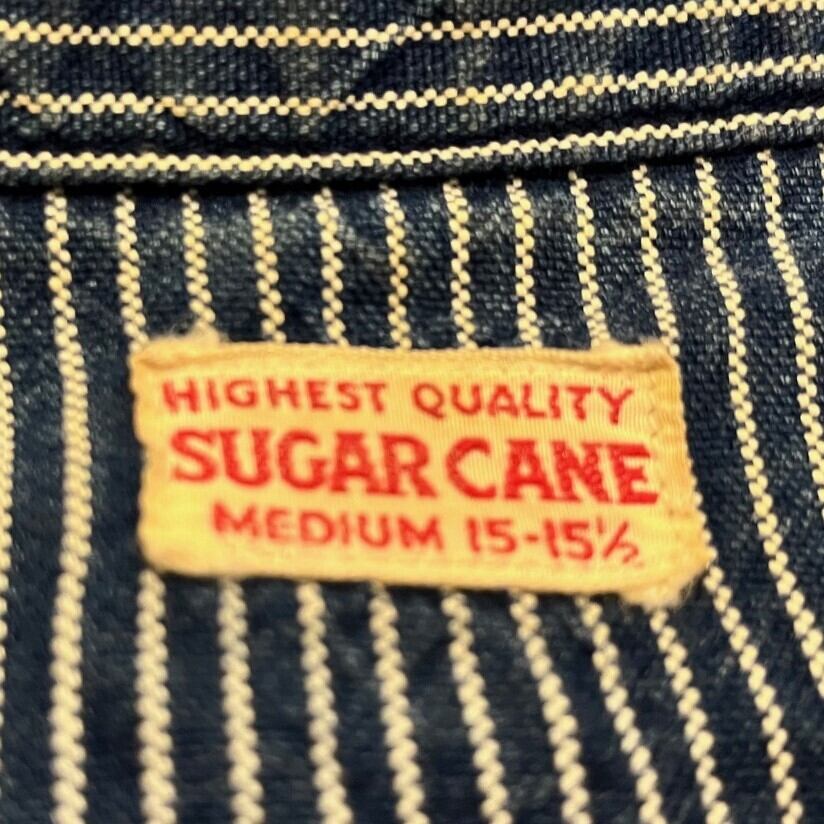 HIGHEST QUALITY
SUGAR CANE
MEDIUM 15-15½